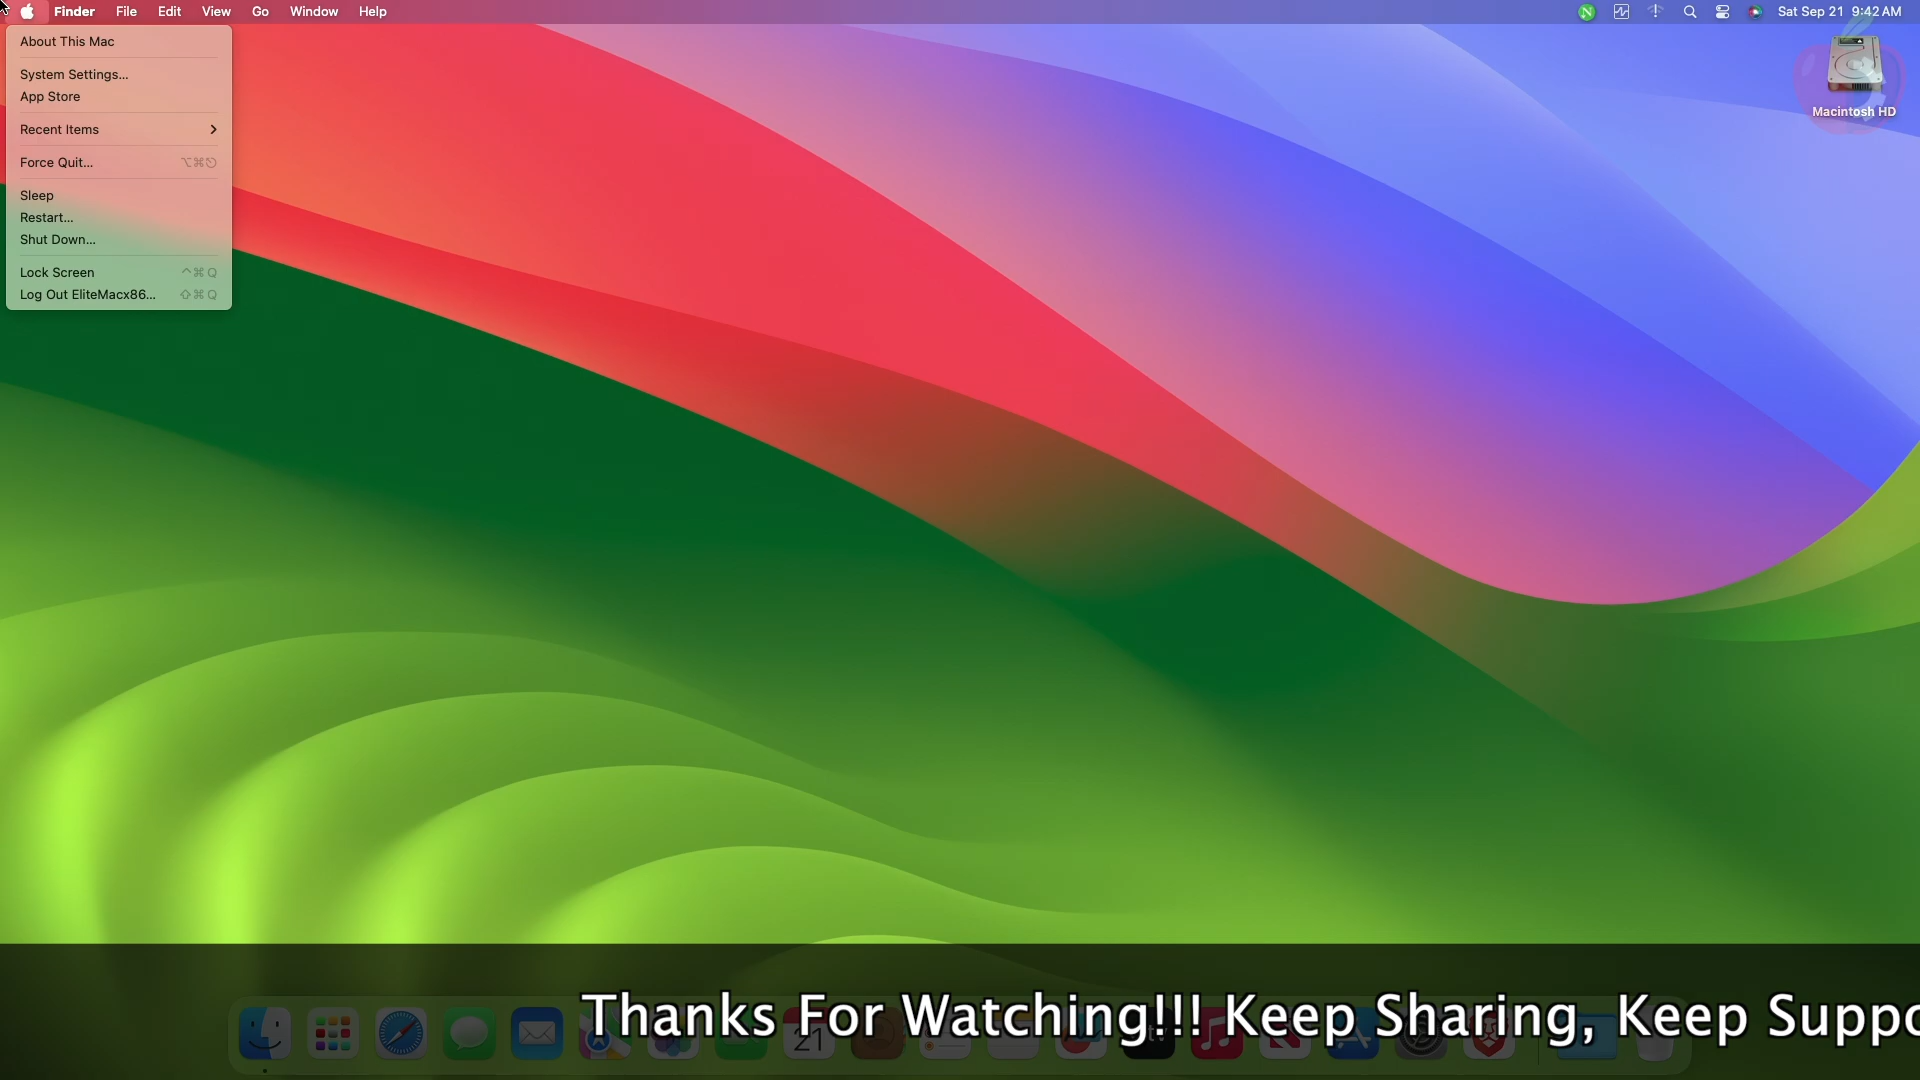 Finder File Edit View Go Window Help Sat Sep 21 9:42 AM
About This Mac
System Settings...
App Store
Recent Items
Force Quit... ⌥⌘⎋
Sleep
Restart...
Shut Down...
Lock Screen ^⌘Q
Log Out EliteMacx86... ⇧⌘Q
Macintosh HD
Thanks For Watching!!! Keep Sharing, Keep Suppo
21
tv